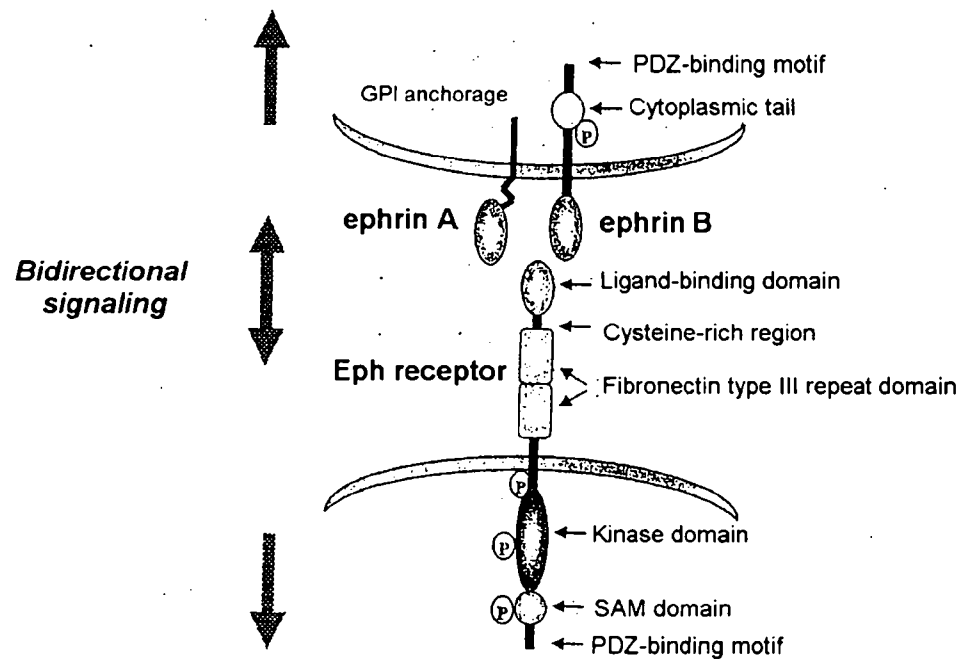 PDZ-binding motif
GPI anchorage
Cytoplasmic tail
P
ephrin A
ephrin B
Bidirectional
signaling
Ligand-binding domain
Cysteine-rich region
Eph receptor
Fibronectin type III repeat domain
P
Kinase domain
P
P
SAM domain
PDZ-binding motif